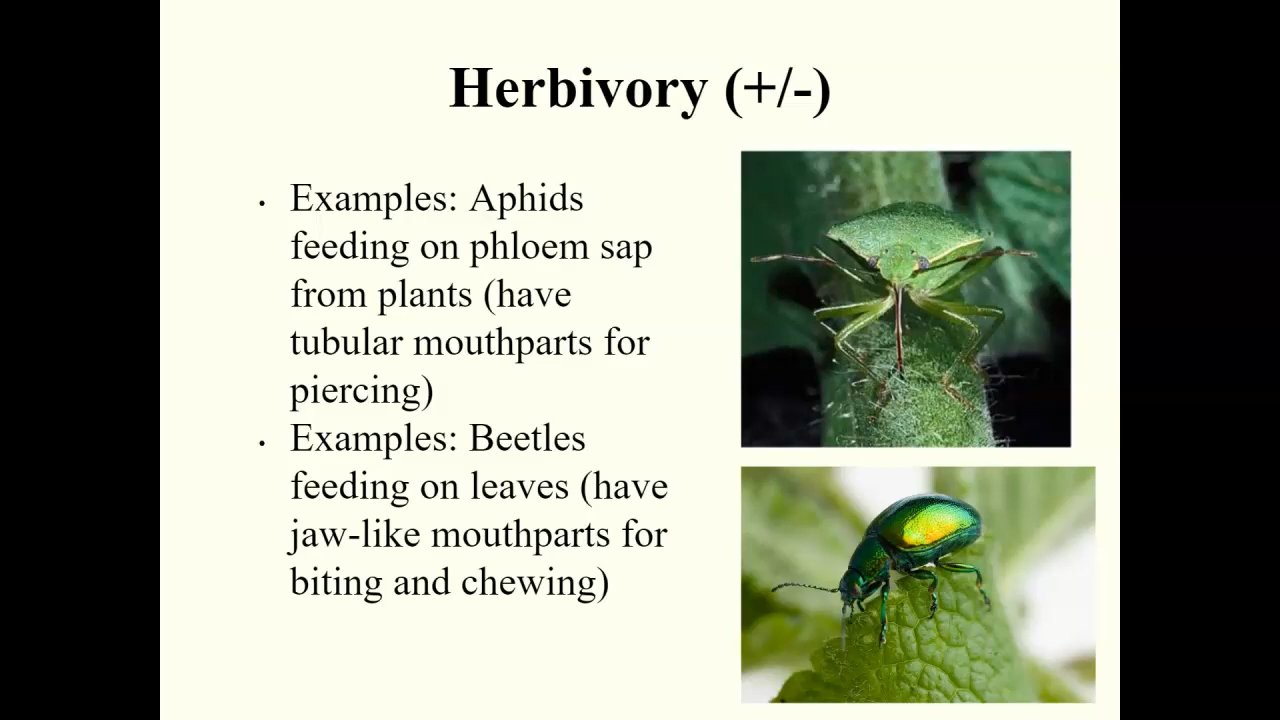 Herbivory (+/-)
• Examples: Aphids
feeding on phloem sap
from plants (have
tubular mouthparts for
piercing)
• Examples: Beetles
feeding on leaves (have
jaw-like mouthparts for
biting and chewing)